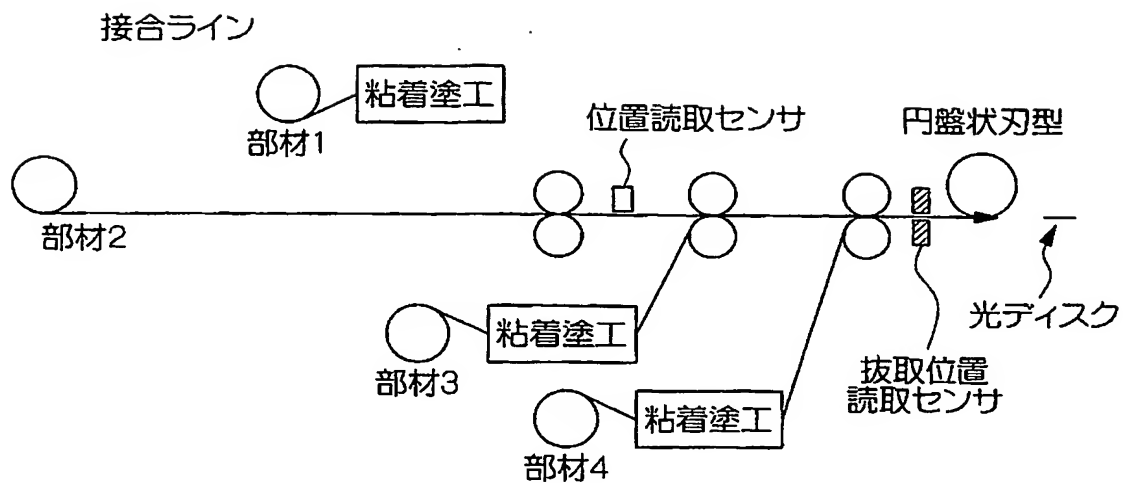 接合ライン
粘着塗工
部材1
位置読取センサ
円盤状刃型
部材2
光ディスク
粘着塗工
部材3
抜取位置
読取センサ
粘着塗工
部材4